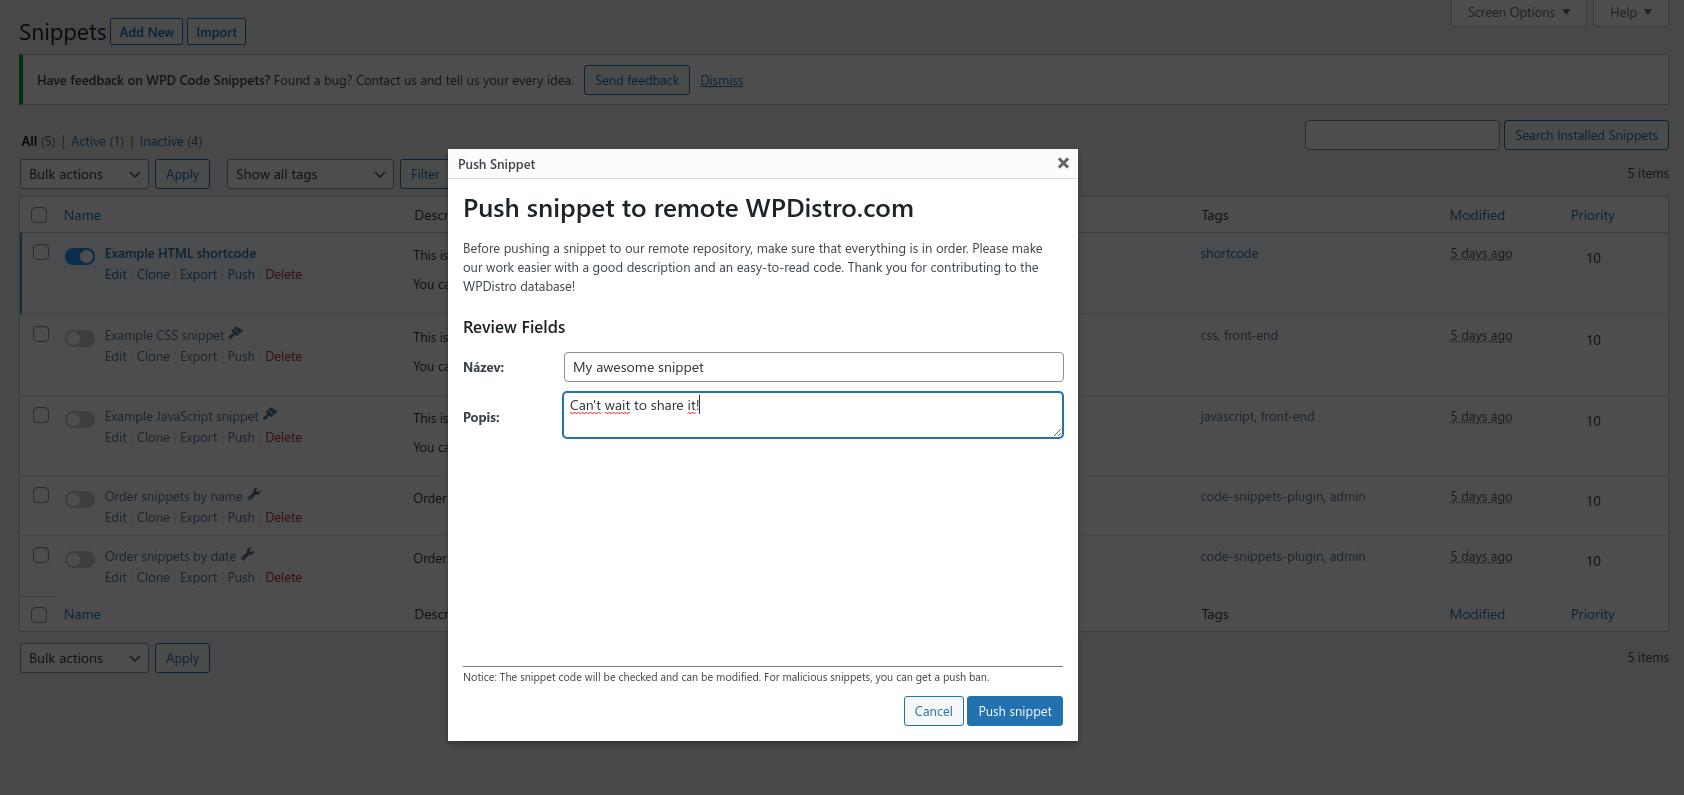 Screen Options ▼ Help ▼
Snippets Add New Import
Have feedback on WPD Code Snippets? Found a bug? Contact us and tell us your every idea. Send feedback Dismiss
All (5) | Active (1) | Inactive (4)
Search Installed Snippets
Bulk actions Apply Show all tags Filter 5 items
Name Descr Tags Modified Priority
Example HTML shortcode This is shortcode 5 days ago 10
Edit | Clone | Export | Push | Delete You ca
Example CSS snippet This is css, front-end 5 days ago 10
Edit | Clone | Export | Push | Delete You ca
Example JavaScript snippet This is javascript, front-end 5 days ago 10
Edit | Clone | Export | Push | Delete You ca
Order snippets by name Order code-snippets-plugin, admin 5 days ago 10
Edit | Clone | Export | Push | Delete
Order snippets by date Order code-snippets-plugin, admin 5 days ago 10
Edit | Clone | Export | Push | Delete
Name Descr Tags Modified Priority
Bulk actions Apply 5 items
Push Snippet
Push snippet to remote WPDistro.com
Before pushing a snippet to our remote repository, make sure that everything is in order. Please make
our work easier with a good description and an easy-to-read code. Thank you for contributing to the
WPDistro database!
Review Fields
Název: My awesome snippet
Popis: Can't wait to share it!
Notice: The snippet code will be checked and can be modified. For malicious snippets, you can get a push ban.
Cancel Push snippet